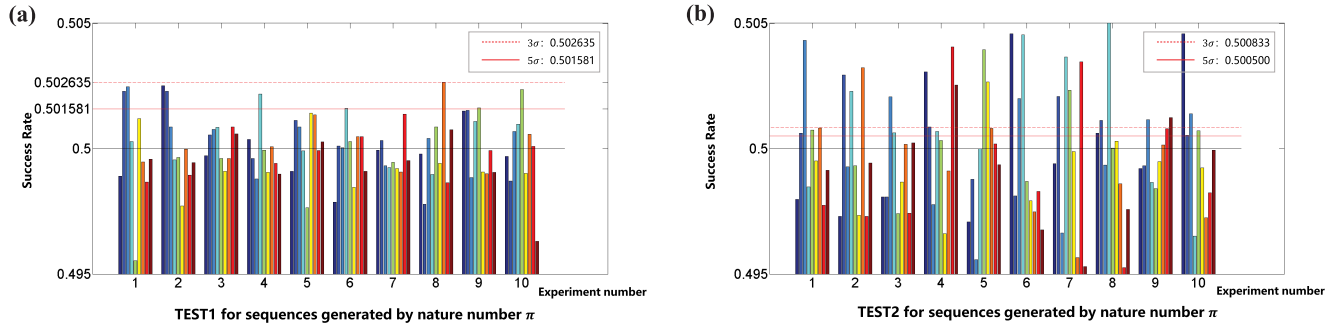 (a)
0.505
3σ: 0.502635
5σ: 0.501581
0.502635
0.501581
0.5
0.495
Success Rate
1 2 3 4 5 6 7 8 9 10
Experiment number
TEST1 for sequences generated by nature number π
(b)
0.505
3σ: 0.500833
5σ: 0.500500
0.5
0.495
Success Rate
1 2 3 4 5 6 7 8 9 10
Experiment number
TEST2 for sequences generated by nature number π